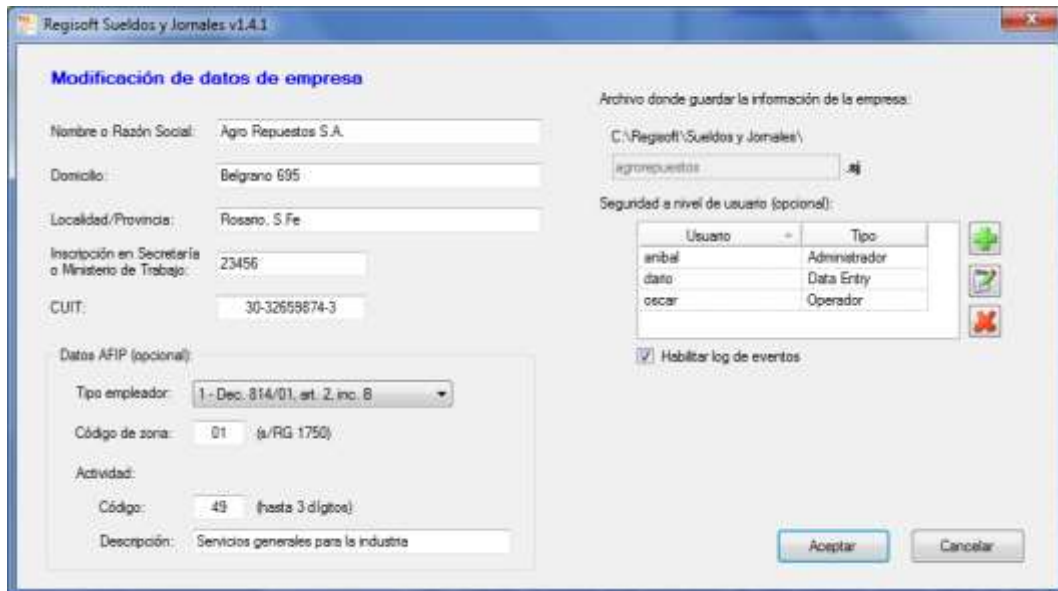 Regisoft Sueldos y Jornales v1.4.1
Modificación de datos de empresa
Nombre o Razón Social: Agro Repuestos S.A.
Domicilio: Belgrano 695
Localidad/Provincia: Rosario, S.Fe
Inscripción en Secretaría
o Ministerio de Trabajo: 23456
CUIT: 30-32659874-3
Datos AFIP (opcional):
Tipo empleador: 1 - Dec. 814/01, art. 2, inc. B
Código de zona: 01 (s/RG 1750)
Actividad:
Código: 49 (hasta 3 dígitos)
Descripción: Servicios generales para la industria
Archivo donde guardar la información de la empresa:
C:\Regisoft\Sueldos y Jornales\
agrorepuestos .sj
Seguridad a nivel de usuario (opcional):
Usuario Tipo
anibal Administrador
dario Data Entry
oscar Operador
Habilitar log de eventos
Aceptar Cancelar